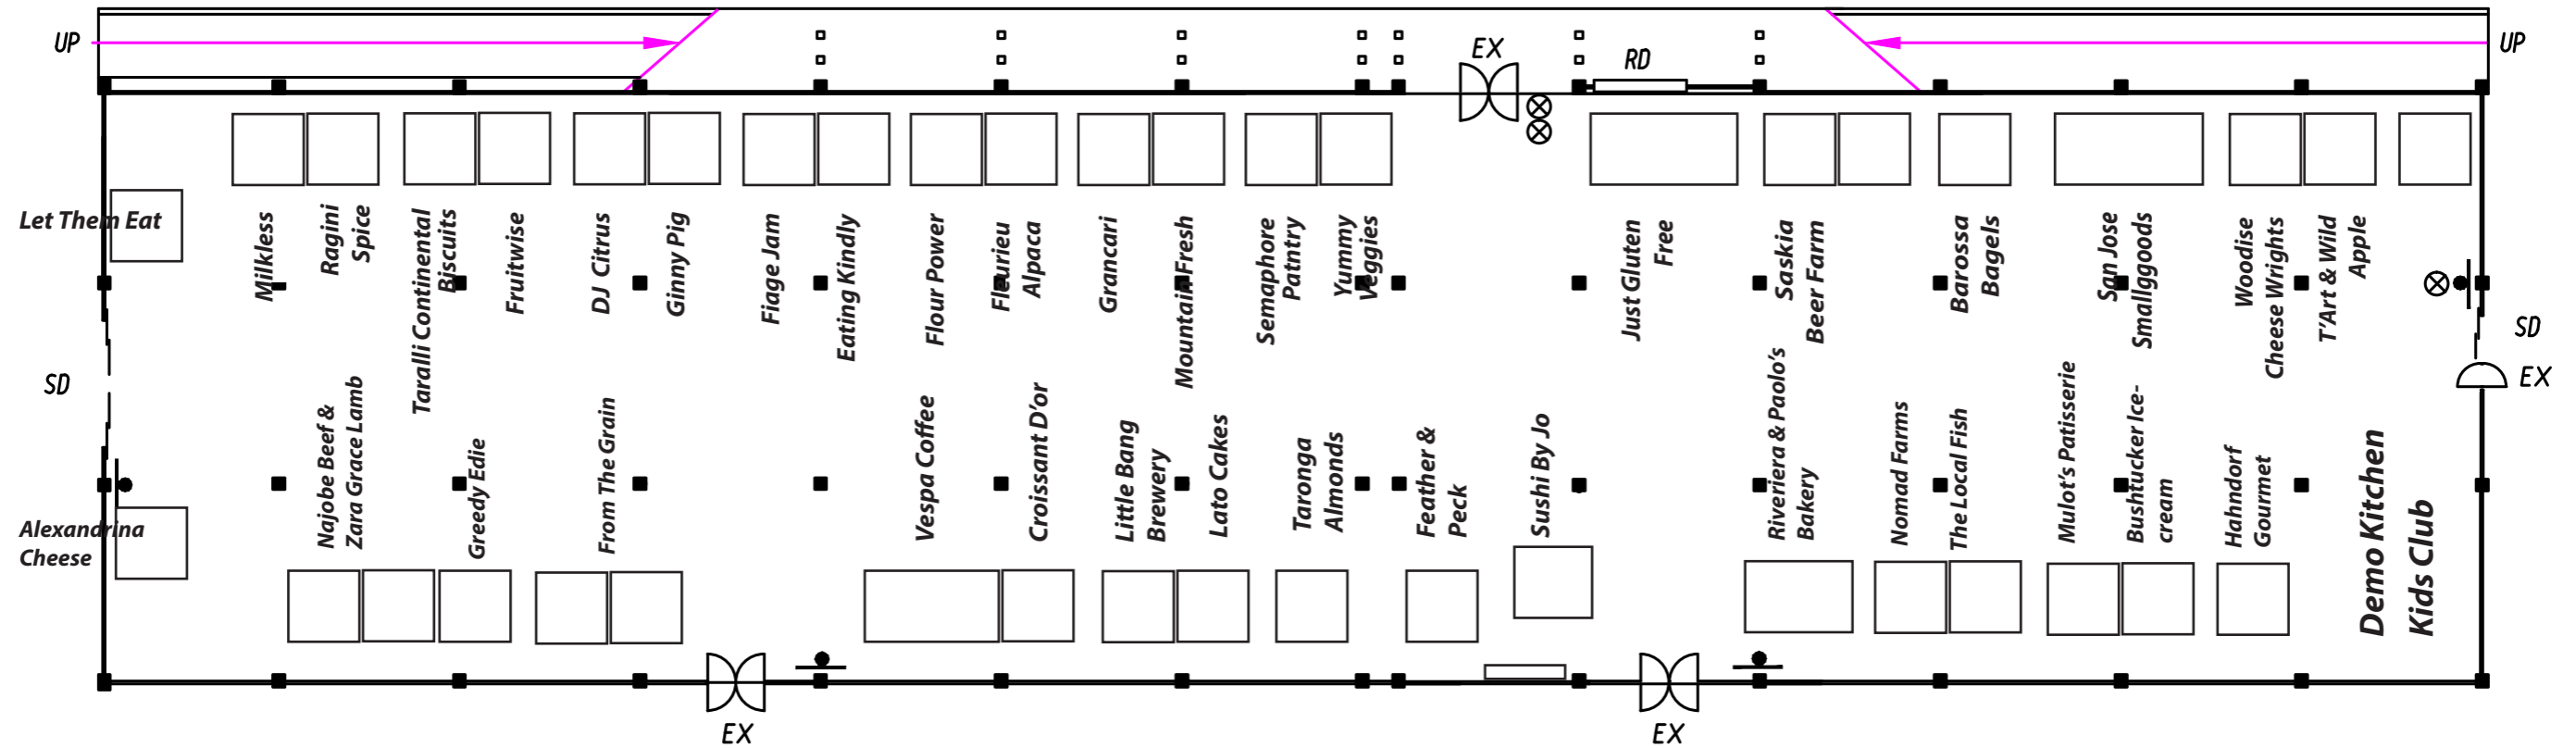 UP
UP
EX
RD
Let Them Eat
Milkless
Ragini
Spice
Taralli Continental
Biscuits
Fruitwise
DJ Citrus
Ginny Pig
Fiage Jam
Eating Kindly
Flour Power
Fleurieu
Alpaca
Grancari
Mountain Fresh
Semaphore
Patntry
Yummy
Veggies
Just Gluten
Free
Saskia
Beer Farm
Barossa
Bagels
San Jose
Smallgoods
Woodise
Cheese Wrights
T'Art & Wild
Apple
SD
EX
SD
Alexandrina
Cheese
Najobe Beef &
Zara Grace Lamb
Greedy Edie
From The Grain
Vespa Coffee
Croissant D'or
Little Bang
Brewery
Lato Cakes
Taronga
Almonds
Feather &
Peck
Sushi By Jo
Riveriera & Paolo's
Bakery
Nomad Farms
The Local Fish
Mulot's Patisserie
Bushtucker Ice-
cream
Hahndorf
Gourmet
Demo Kitchen
Kids Club
EX
EX